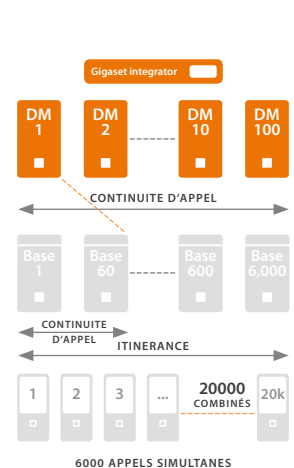 Gigaset integrator
DM 1
DM 2
DM 10
DM 100
CONTINUITE D'APPEL
Base 1
Base 60
Base 600
Base 6,000
CONTINUITE
D'APPEL
ITINERANCE
1
2
3
...
20000
COMBINÉS
20k
6000 APPELS SIMULTANES